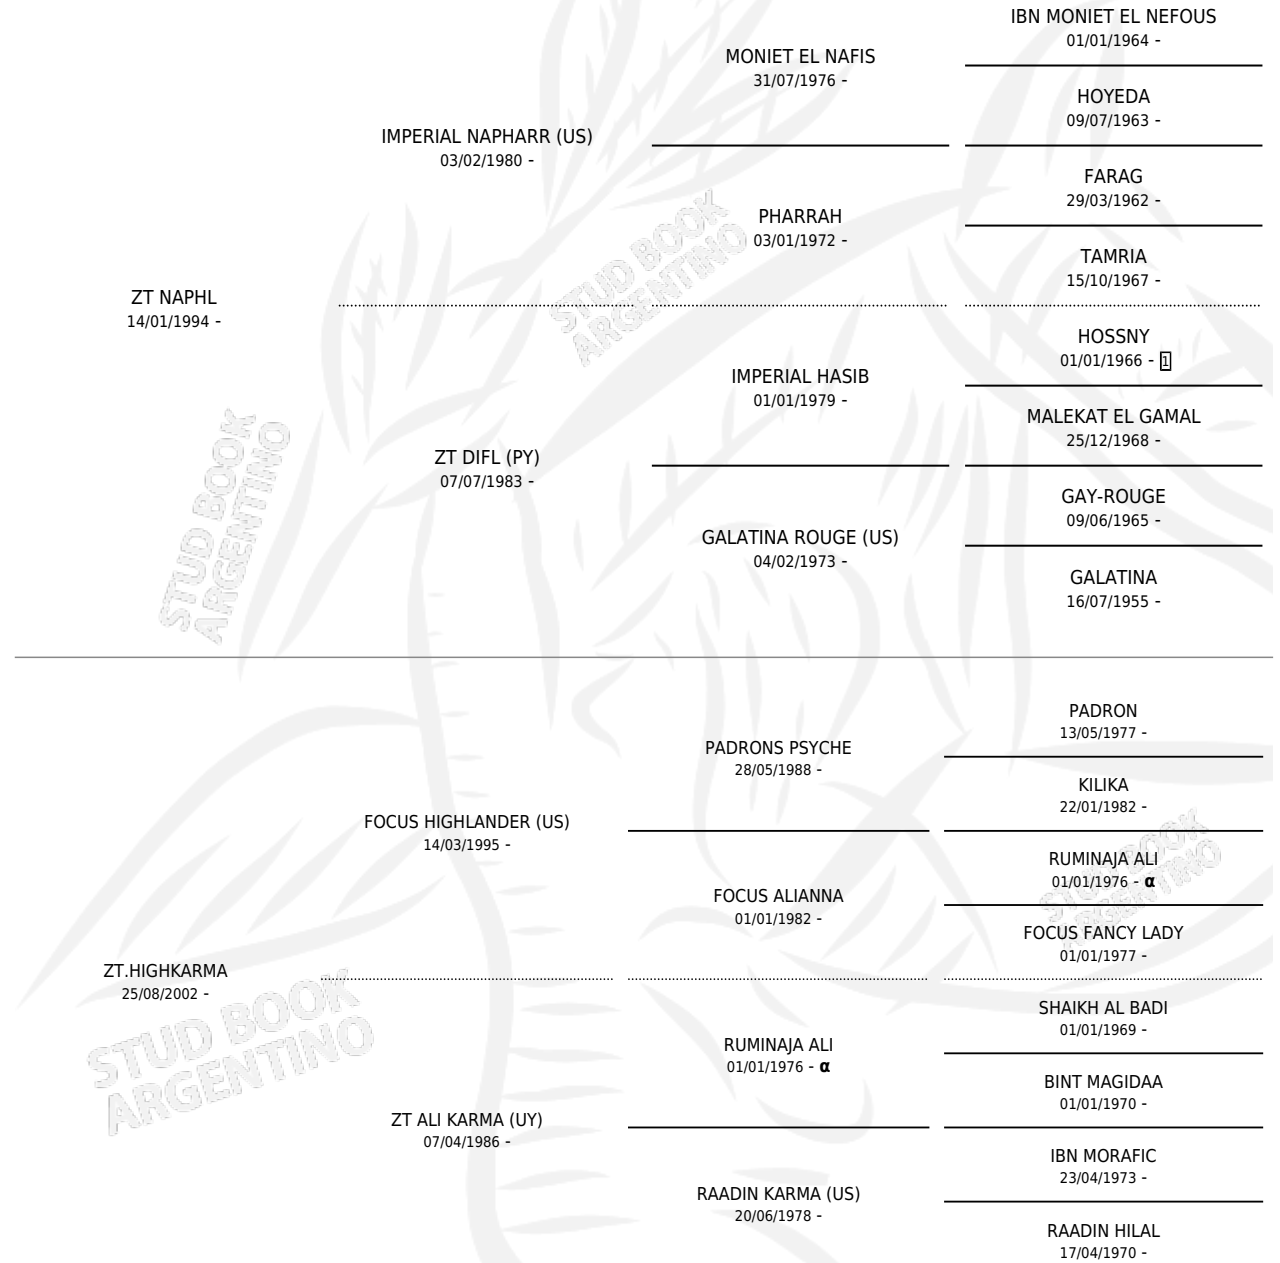 IBN MONIET EL NEFOUS
01/01/1964 -
MONIET EL NAFIS
31/07/1976 -
HOYEDA
09/07/1963 -
IMPERIAL NAPHARR (US)
03/02/1980 -
FARAG
29/03/1962 -
PHARRAH
03/01/1972 -
TAMRIA
15/10/1967 -
ZT NAPHL
14/01/1994 -
HOSSNY
01/01/1966 - 1
IMPERIAL HASIB
01/01/1979 -
MALEKAT EL GAMAL
25/12/1968 -
ZT DIFL (PY)
07/07/1983 -
GAY-ROUGE
09/06/1965 -
GALATINA ROUGE (US)
04/02/1973 -
GALATINA
16/07/1955 -
PADRON
13/05/1977 -
PADRONS PSYCHE
28/05/1988 -
KILIKA
22/01/1982 -
FOCUS HIGHLANDER (US)
14/03/1995 -
RUMINAJA ALI
01/01/1976 - α
FOCUS ALIANNA
01/01/1982 -
FOCUS FANCY LADY
01/01/1977 -
ZT.HIGHKARMA
25/08/2002 -
SHAIKH AL BADI
01/01/1969 -
RUMINAJA ALI
01/01/1976 - α
BINT MAGIDAA
01/01/1970 -
ZT ALI KARMA (UY)
07/04/1986 -
IBN MORAFIC
23/04/1973 -
RAADIN KARMA (US)
20/06/1978 -
RAADIN HILAL
17/04/1970 -
STUD BOOK
ARGENTINO
STUD BOOK
ARGENTINO
STUD BOOK
ARGENTINO
STUD BOOK
ARGENTINO